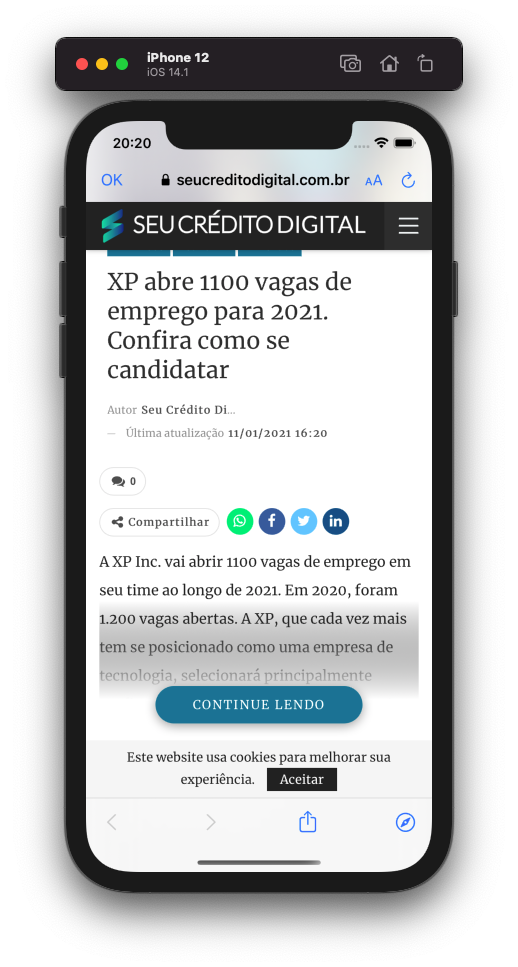 iPhone 12
iOS 14.1
20:20
OK
seucreditodigital.com.br
AA
SEU CRÉDITO DIGITAL
XP abre 1100 vagas de
emprego para 2021.
Confira como se
candidatar
Autor Seu Crédito Di...
— Última atualização 11/01/2021 16:20
0
Compartilhar
A XP Inc. vai abrir 1100 vagas de emprego em
seu time ao longo de 2021. Em 2020, foram
1.200 vagas abertas. A XP, que cada vez mais
tem se posicionado como uma empresa de
tecnologia, selecionará principalmente
CONTINUE LENDO
Este website usa cookies para melhorar sua
experiência. Aceitar